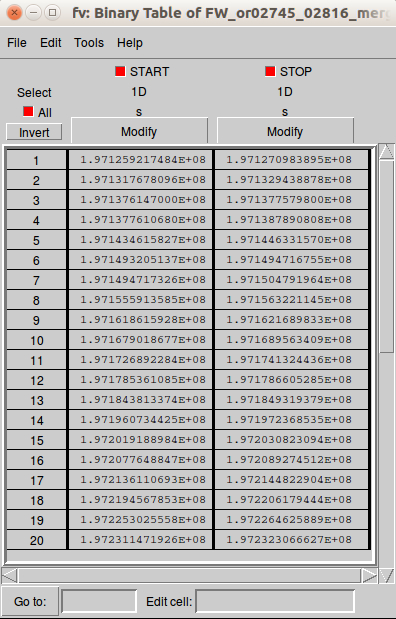 fv: Binary Table of FW_or02745_02816_merg
File Edit Tools Help
START STOP
Select 1D 1D
All s s
Invert Modify Modify
1 1.971259217484E+08 1.971270983895E+08
2 1.971317678096E+08 1.971329438878E+08
3 1.971376147000E+08 1.971377579800E+08
4 1.971377610680E+08 1.971387890808E+08
5 1.971434615827E+08 1.971446331570E+08
6 1.971493205137E+08 1.971494716755E+08
7 1.971494717326E+08 1.971504791964E+08
8 1.971555913585E+08 1.971563221145E+08
9 1.971618615928E+08 1.971621689833E+08
10 1.971679018677E+08 1.971689563409E+08
11 1.971726892284E+08 1.971741324436E+08
12 1.971785361085E+08 1.971786605285E+08
13 1.971843813374E+08 1.971849319379E+08
14 1.971960734425E+08 1.971972368535E+08
15 1.972019188984E+08 1.972030823094E+08
16 1.972077648847E+08 1.972089274512E+08
17 1.972136110693E+08 1.972144822904E+08
18 1.972194567853E+08 1.972206179444E+08
19 1.972253025558E+08 1.972264625889E+08
20 1.972311471926E+08 1.972323066627E+08
Go to: Edit cell: